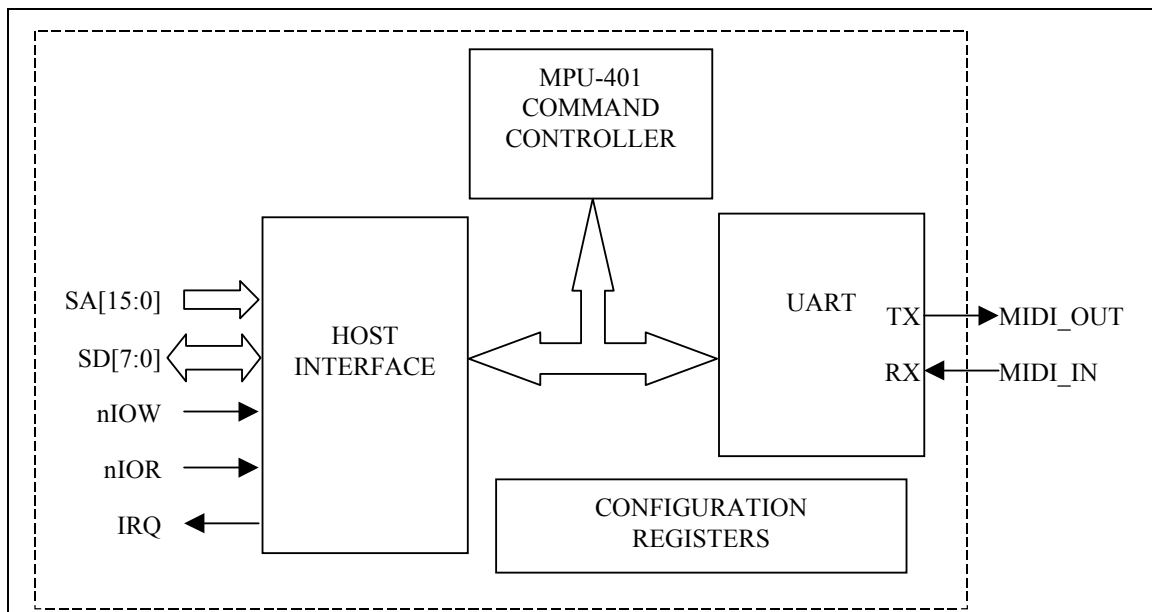 MPU-401
COMMAND
CONTROLLER
SA[15:0]
SD[7:0]
nIOW
nIOR
IRQ
HOST
INTERFACE
UART
TX
RX
MIDI_OUT
MIDI_IN
CONFIGURATION
REGISTERS